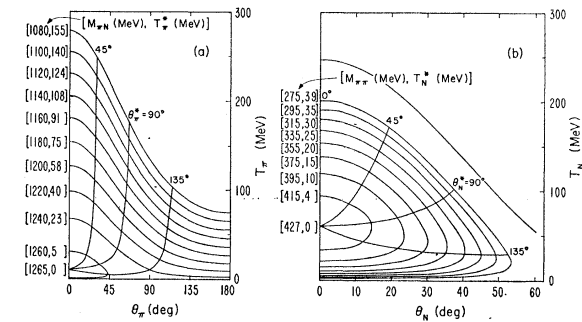 [M_πN (MeV), T*_π (MeV)]
(a)
[1080,155]
[1100,140]
[1120,124]
[1140,108]
[1160,91]
[1180,75]
[1200,58]
[1220,40]
[1240,23]
[1260,5]
[1265,0]
45°
θ*_π=90°
135°
300
200
100
0
T_π (MeV)
0 45 90 135 180
θ_π (deg)
(b)
[M_ππ (MeV), T*_N (MeV)]
[275,39] 0°
[295,35]
[315,30]
[335,25]
[355,20]
[375,15]
[395,10]
[415,4]
[427,0]
45°
θ*_N=90°
135°
300
200
100
0
T_N (MeV)
0 10 20 30 40 50 60
θ_N (deg)